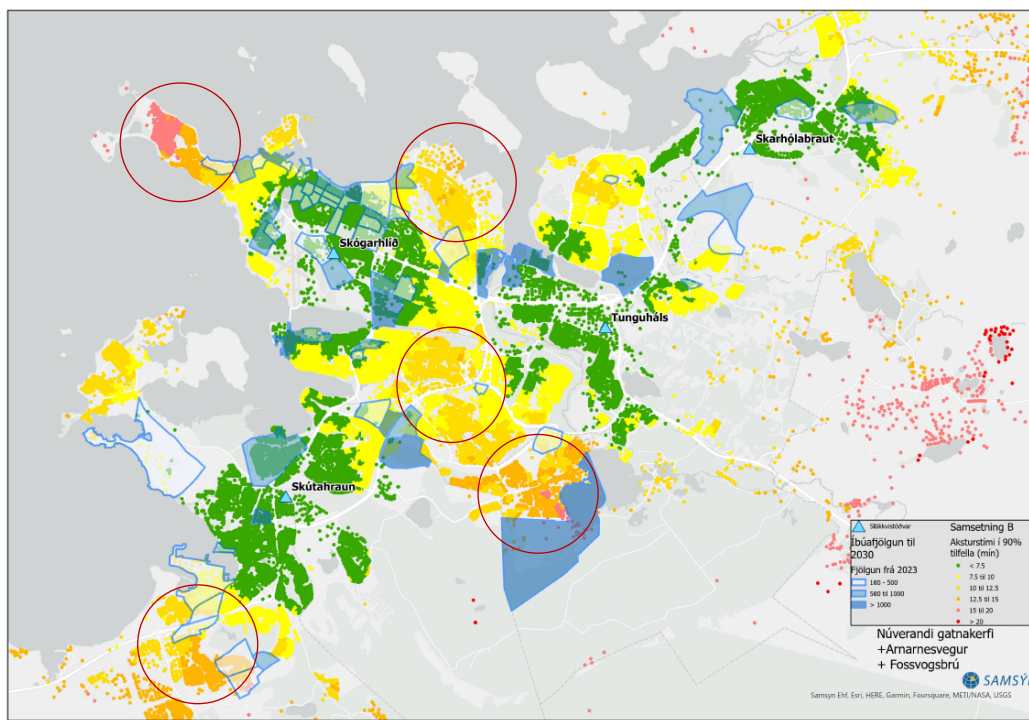 Skarhólabraut
Skógarhlíð
Tunguháls
Skútahraun
Slökkvistöðvar
Íbúafjölgun til
2030
Fjölgun frá 2023
100 - 500
500 til 1000
> 1000
Samsetning B
Aksturstími í 90%
tilfella (mín)
< 7.5
7.5 til 10
10 til 12.5
12.5 til 15
15 til 20
> 20
Núverandi gatnakerfi
+Arnarnesvegur
+ Fossvogsbrú
SAMSÝN
Samsyn Ehf, Esri, HERE, Garmin, Foursquare, METI/NASA, USGS